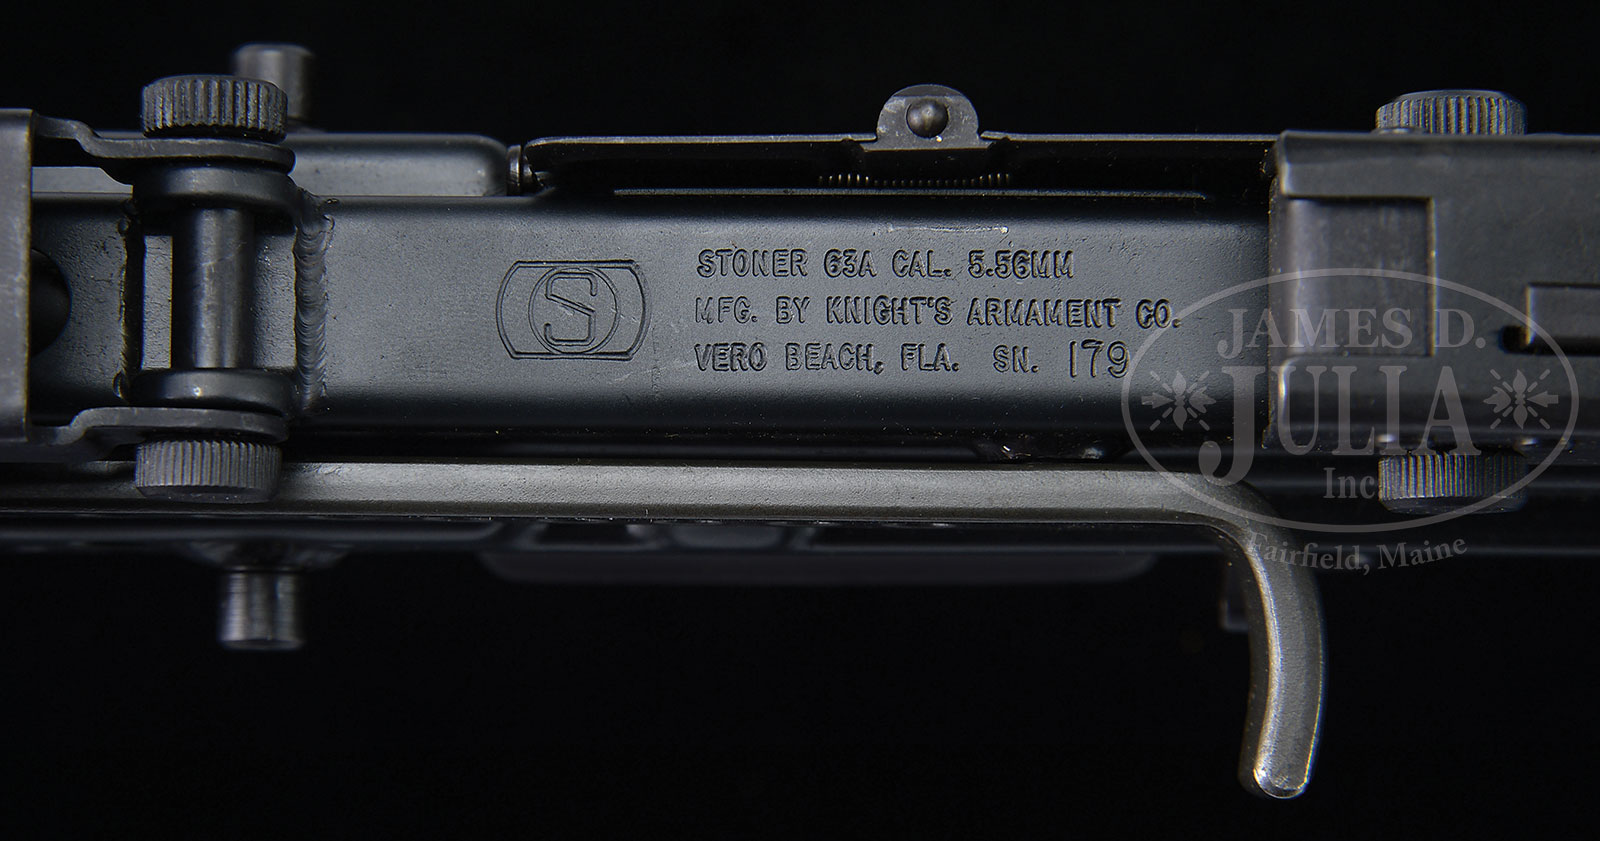 S
STONER 63A CAL. 5.56MM
MFG. BY KNIGHT'S ARMAMENT CO.
VERO BEACH, FLA. SN. 179
JAMES D.
JULIA
Inc.
Fairfield, Maine